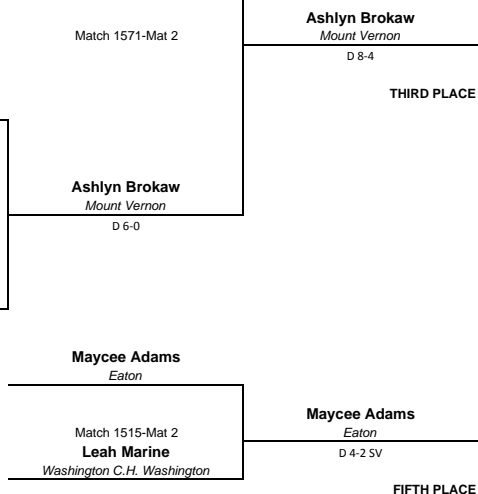 Ashlyn Brokaw
Match 1571-Mat 2
Mount Vernon
D 8-4
THIRD PLACE
Ashlyn Brokaw
Mount Vernon
D 6-0
Maycee Adams
Eaton
Maycee Adams
Match 1515-Mat 2
Eaton
Leah Marine
D 4-2 SV
Washington C.H. Washington
FIFTH PLACE